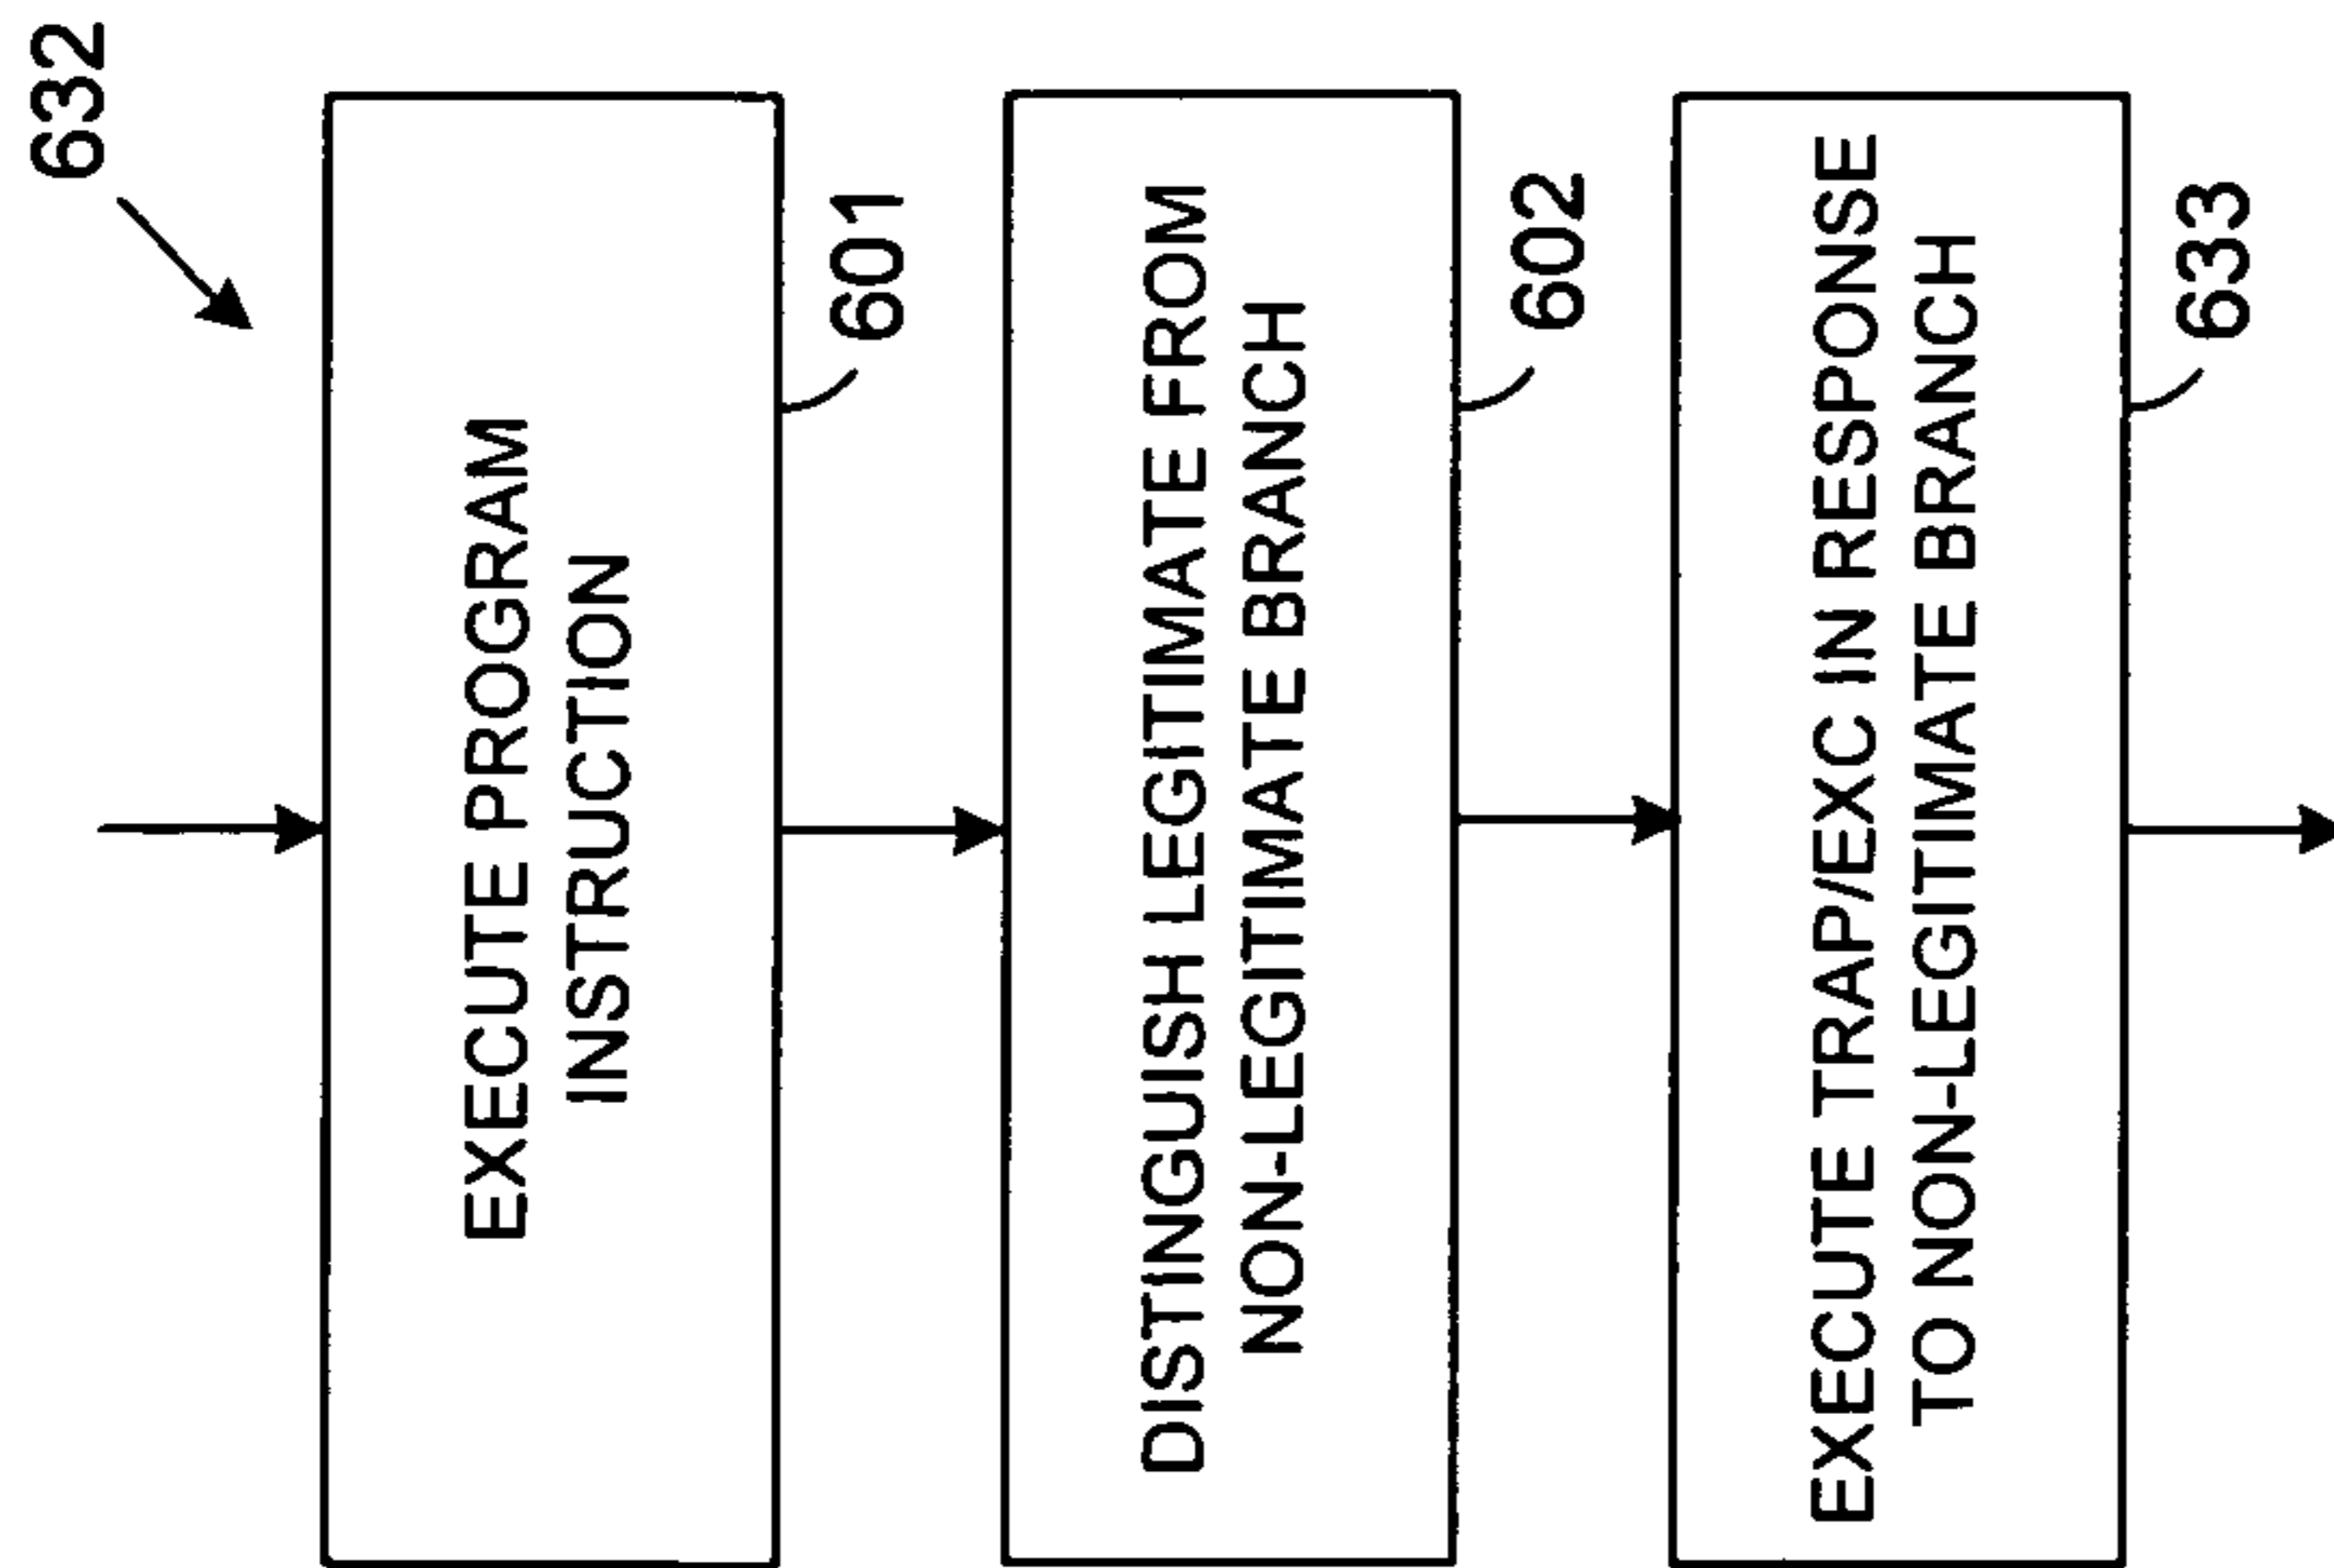 632
EXECUTE PROGRAM
INSTRUCTION
601
DISTINGUISH LEGITIMATE FROM
NON-LEGITIMATE BRANCH
602
EXECUTE TRAP/EXC IN RESPONSE
TO NON-LEGITIMATE BRANCH
633